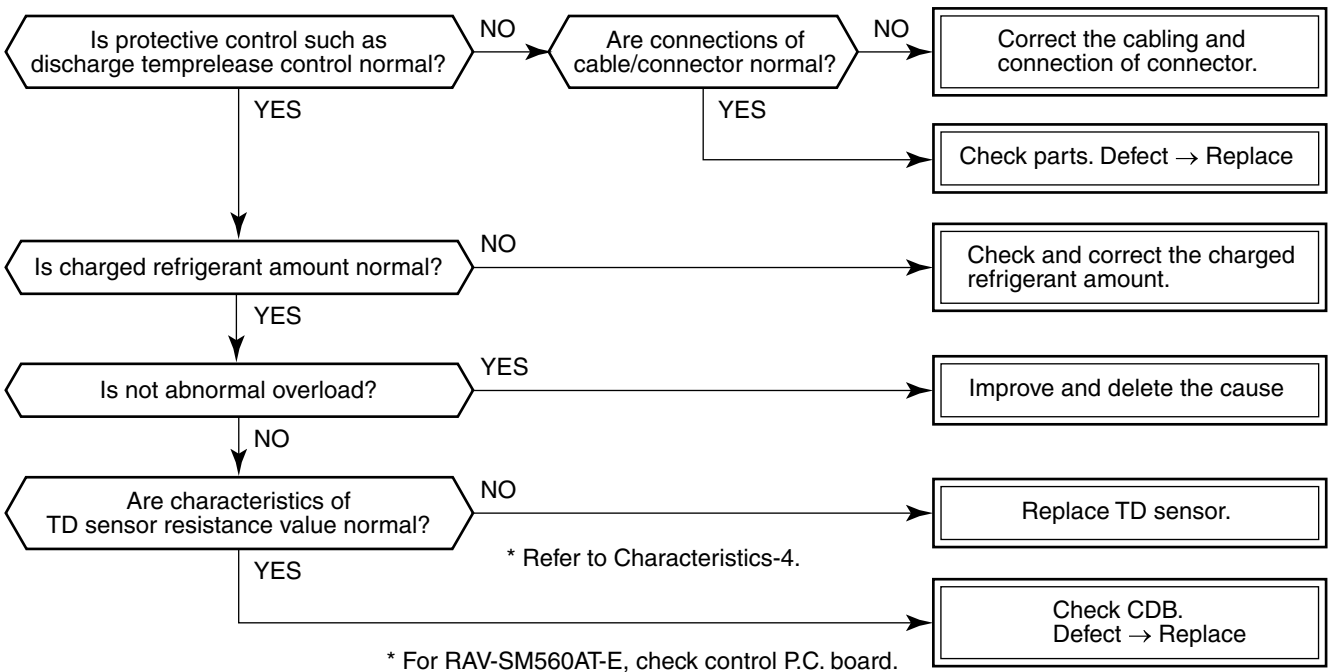 Is protective control such as
discharge temprelease control normal?
NO
Are connections of
cable/connector normal?
NO
Correct the cabling and
connection of connector.
YES
YES
Check parts. Defect → Replace
Is charged refrigerant amount normal?
NO
Check and correct the charged
refrigerant amount.
YES
Is not abnormal overload?
YES
Improve and delete the cause
NO
Are characteristics of
TD sensor resistance value normal?
NO
Replace TD sensor.
* Refer to Characteristics-4.
YES
Check CDB.
Defect → Replace
* For RAV-SM560AT-E, check control P.C. board.